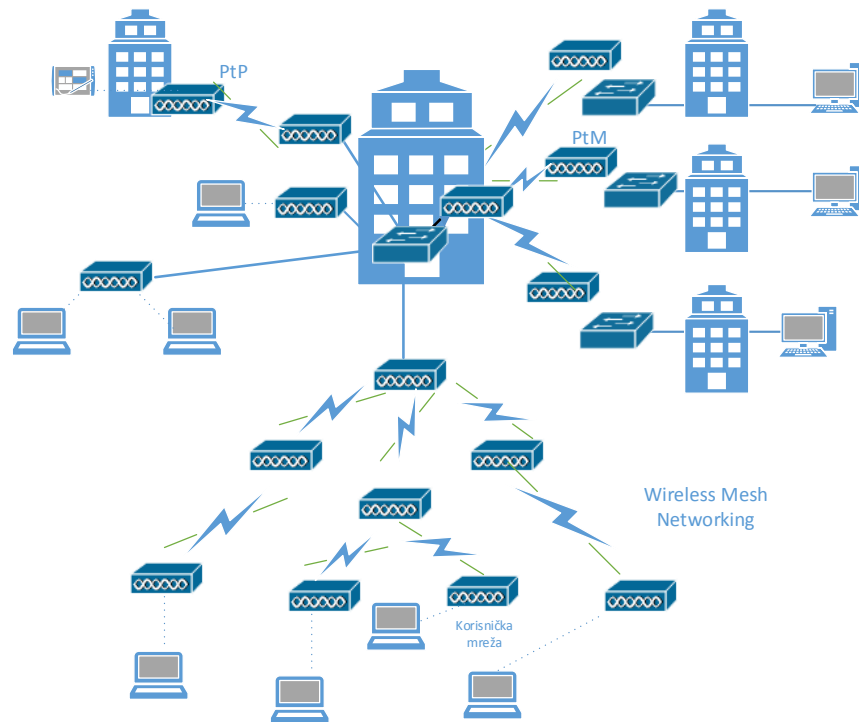 PtP
PtM
Wireless Mesh
Networking
Korisnička
mreža